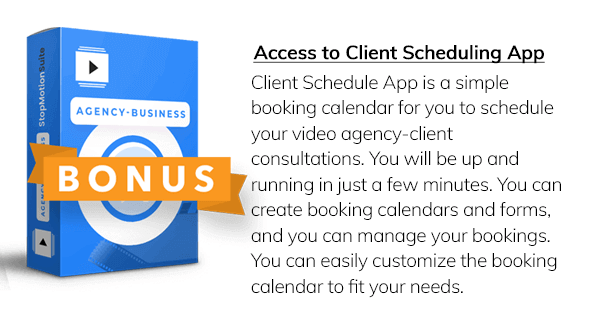 StopMotion Suite
AGENCY-BUSINESS
BONUS
Access to Client Scheduling App
Client Schedule App is a simple
booking calendar for you to schedule
your video agency-client
consultations. You will be up and
running in just a few minutes. You can
create booking calendars and forms,
and you can manage your bookings.
You can easily customize the booking
calendar to fit your needs.